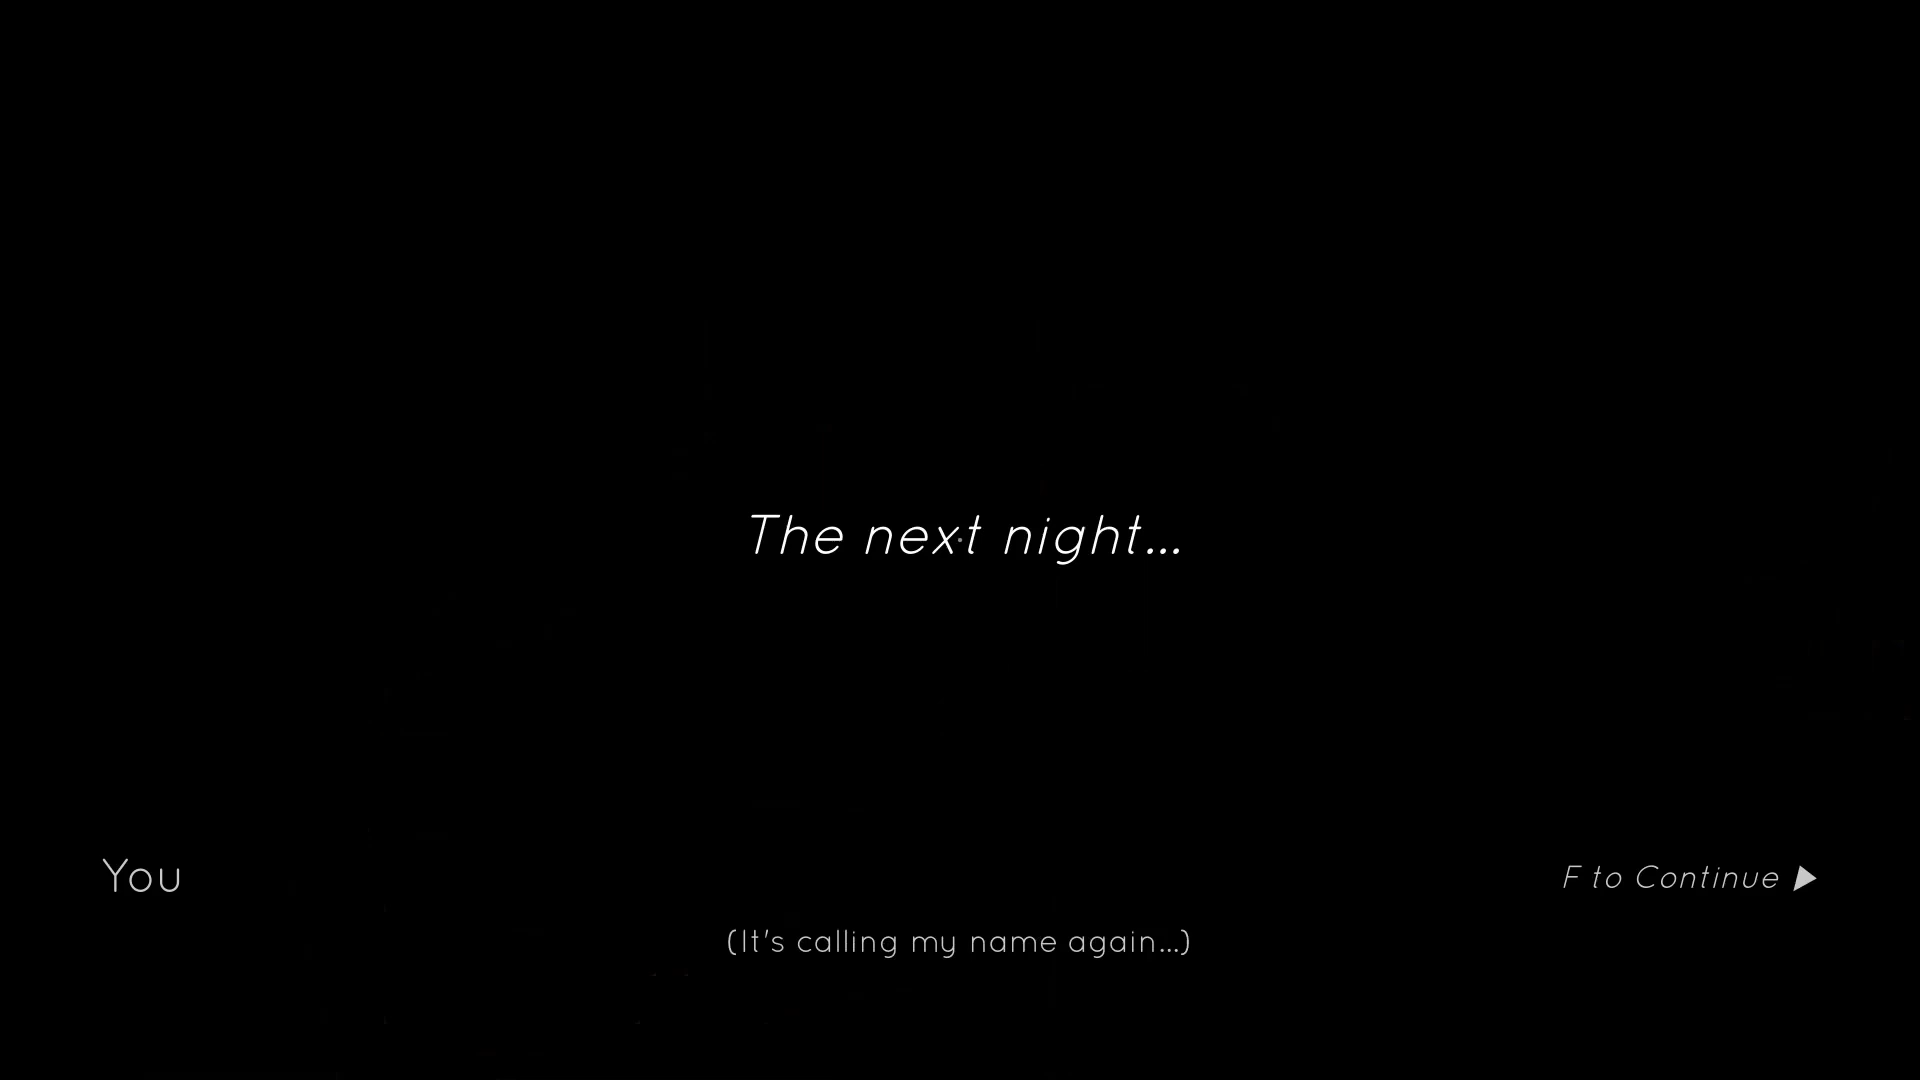 The next night...
You
F to Continue
(It's calling my name again...)